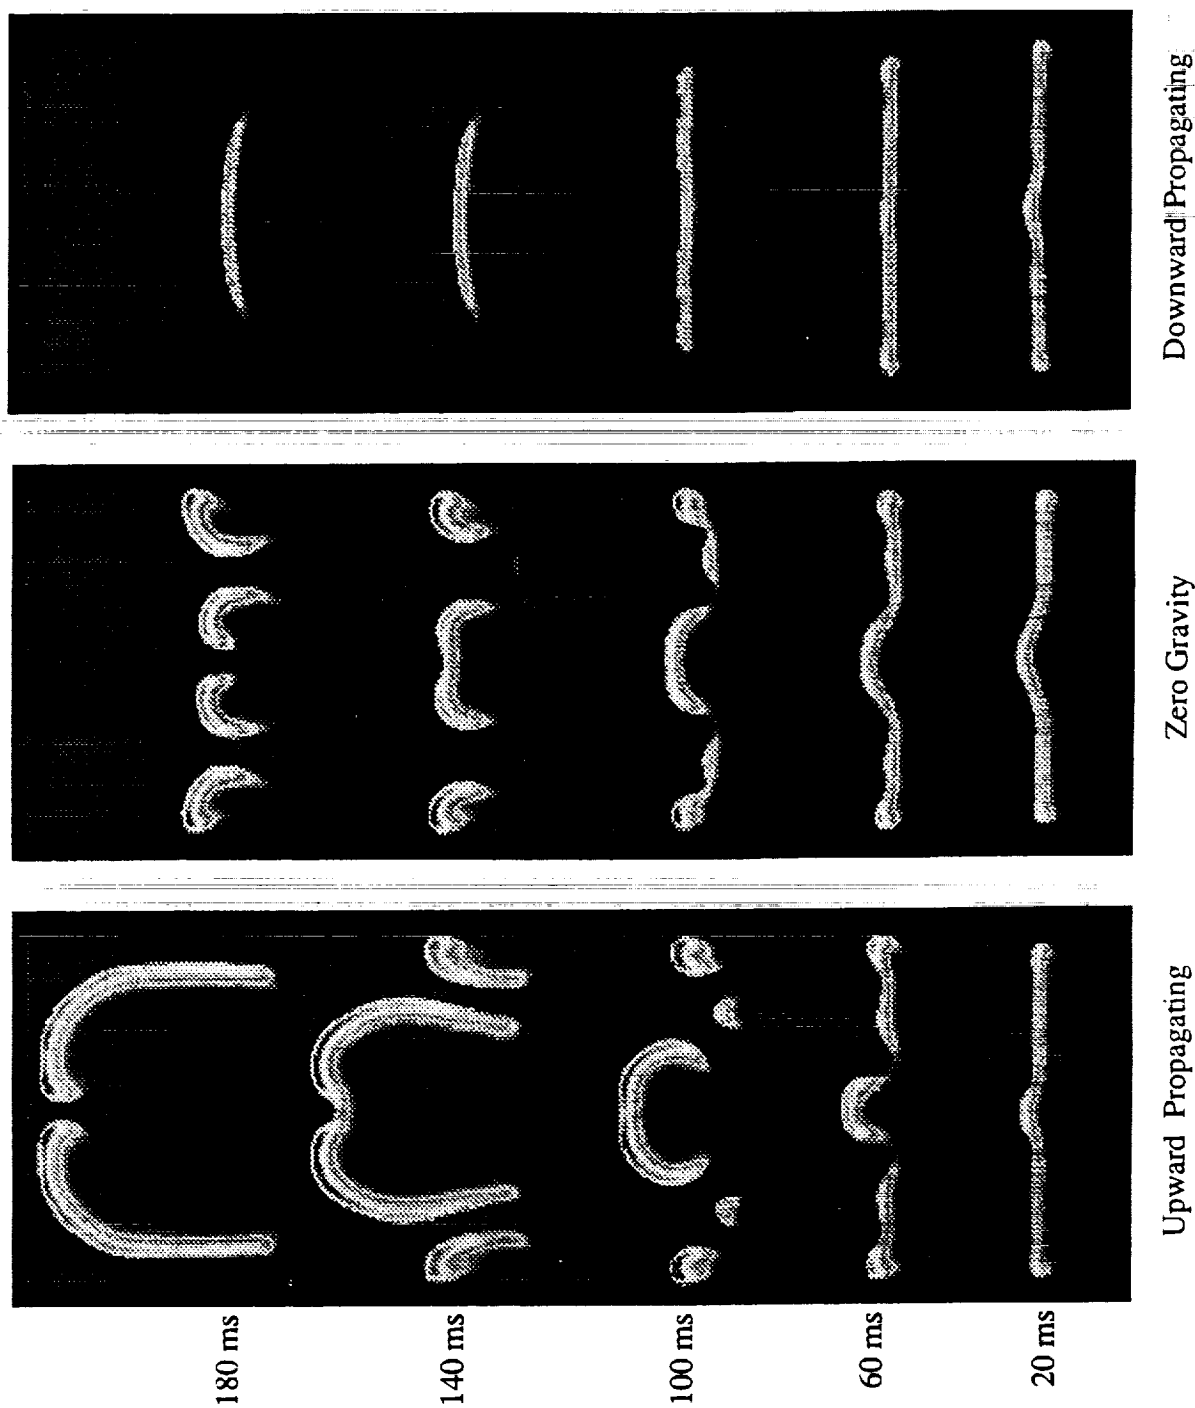 180 ms
140 ms
100 ms
60 ms
20 ms
Upward Propagating
Zero Gravity
Downward Propagating